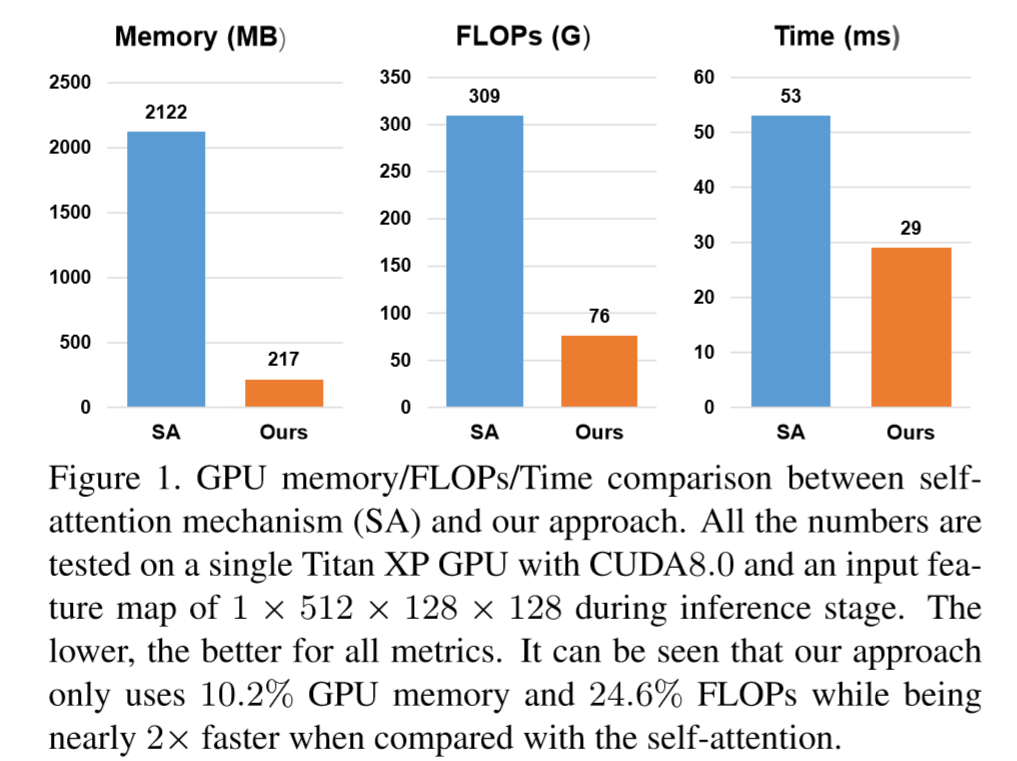 Memory (MB)
2500
2000
1500
1000
500
0
2122
217
SA
Ours
FLOPs (G)
350
300
250
200
150
100
50
0
309
76
SA
Ours
Time (ms)
60
50
40
30
20
10
0
53
29
SA
Ours
Figure 1. GPU memory/FLOPs/Time comparison between self-
attention mechanism (SA) and our approach. All the numbers are
tested on a single Titan XP GPU with CUDA8.0 and an input fea-
ture map of 1 × 512 × 128 × 128 during inference stage. The
lower, the better for all metrics. It can be seen that our approach
only uses 10.2% GPU memory and 24.6% FLOPs while being
nearly 2× faster when compared with the self-attention.